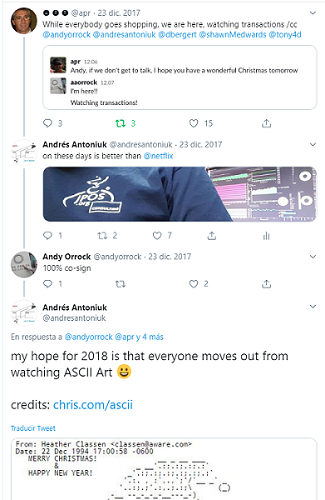 @apr · 23 dic. 2017
While everybody goes shopping, we are here, watching transactions /cc
@andyorrock @andresantoniuk @dbergert @shawnMedwards @tony4d
apr 12:06
Andy, if we don't get to talk, I hope you have a wonderful Christmas tomorrow
aaorrock 12:07
I'm here!!
Watching transactions!
3 3 15
Andrés Antoniuk @andresantoniuk · 23 dic. 2017
on these days is better than @netflix
jPOS.org
1 2 7
Andy Orrock @andyorrock · 23 dic. 2017
100% co-sign
1 2
Andrés Antoniuk
@andresantoniuk
En respuesta a @andyorrock @apr y 4 más
my hope for 2018 is that everyone moves out from
watching ASCII Art 😀
credits: chris.com/ascii
Traducir Tweet
From: Heather Classen <classen@aware.com>
Date: 22 Dec 1994 17:00:58 -0600
MERRY CHRISTMAS!
&
HAPPY NEW YEAR!